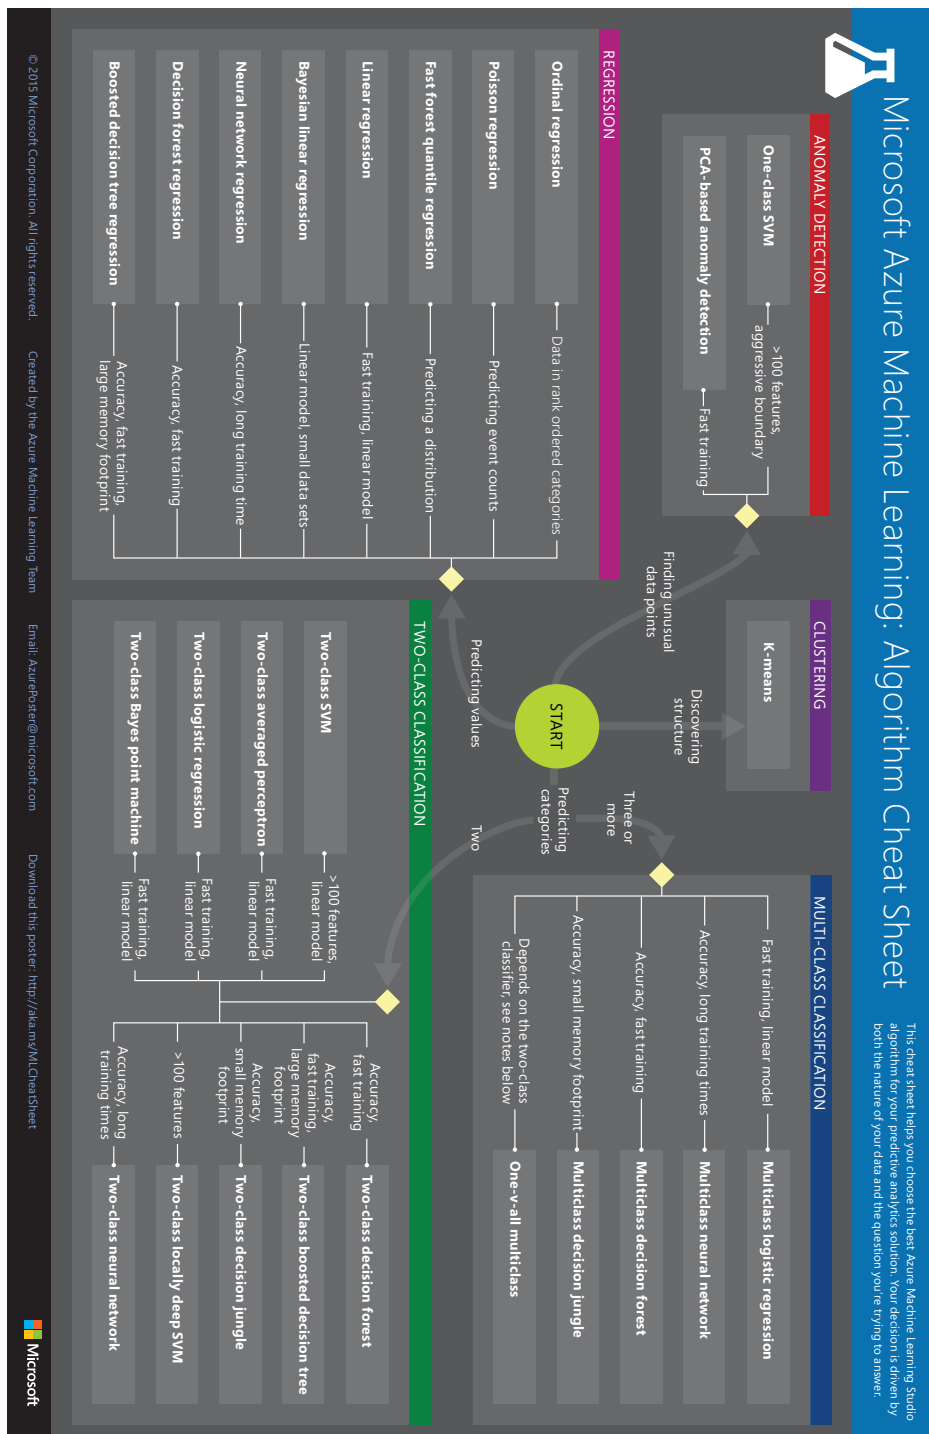 Microsoft Azure Machine Learning: Algorithm Cheat Sheet
This cheat sheet helps you choose the best Azure Machine Learning Studio
algorithm for your predictive analytics solution. Your decision is driven by
both the nature of your data and the question you're trying to answer.
ANOMALY DETECTION
One-class SVM
>100 features,
aggressive boundary
PCA-based anomaly detection
Fast training
CLUSTERING
K-means
MULTI-CLASS CLASSIFICATION
Fast training, linear model
Multiclass logistic regression
Accuracy, long training times
Multiclass neural network
Accuracy, fast training
Multiclass decision forest
Accuracy, small memory footprint
Multiclass decision jungle
Depends on the two-class
classifier, see notes below
One-v-all multiclass
Finding unusual
data points
Discovering
structure
START
Three or
more
Predicting
categories
Predicting values
Two
REGRESSION
Ordinal regression
Data in rank ordered categories
Poisson regression
Predicting event counts
Fast forest quantile regression
Predicting a distribution
Linear regression
Fast training, linear model
Bayesian linear regression
Linear model, small data sets
Neural network regression
Accuracy, long training time
Decision forest regression
Accuracy, fast training
Boosted decision tree regression
Accuracy, fast training,
large memory footprint
TWO-CLASS CLASSIFICATION
Two-class SVM
>100 features,
linear model
Two-class averaged perceptron
Fast training,
linear model
Two-class logistic regression
Fast training,
linear model
Two-class Bayes point machine
Fast training,
linear model
Accuracy,
fast training
Two-class decision forest
Accuracy,
fast training,
large memory
footprint
Two-class boosted decision tree
Accuracy,
small memory
footprint
Two-class decision jungle
>100 features
Two-class locally deep SVM
Accuracy, long
training times
Two-class neural network
© 2015 Microsoft Corporation. All rights reserved.
Created by the Azure Machine Learning Team
Email: AzurePoster@microsoft.com
Download this poster: http://aka.ms/MLCheatSheet
Microsoft